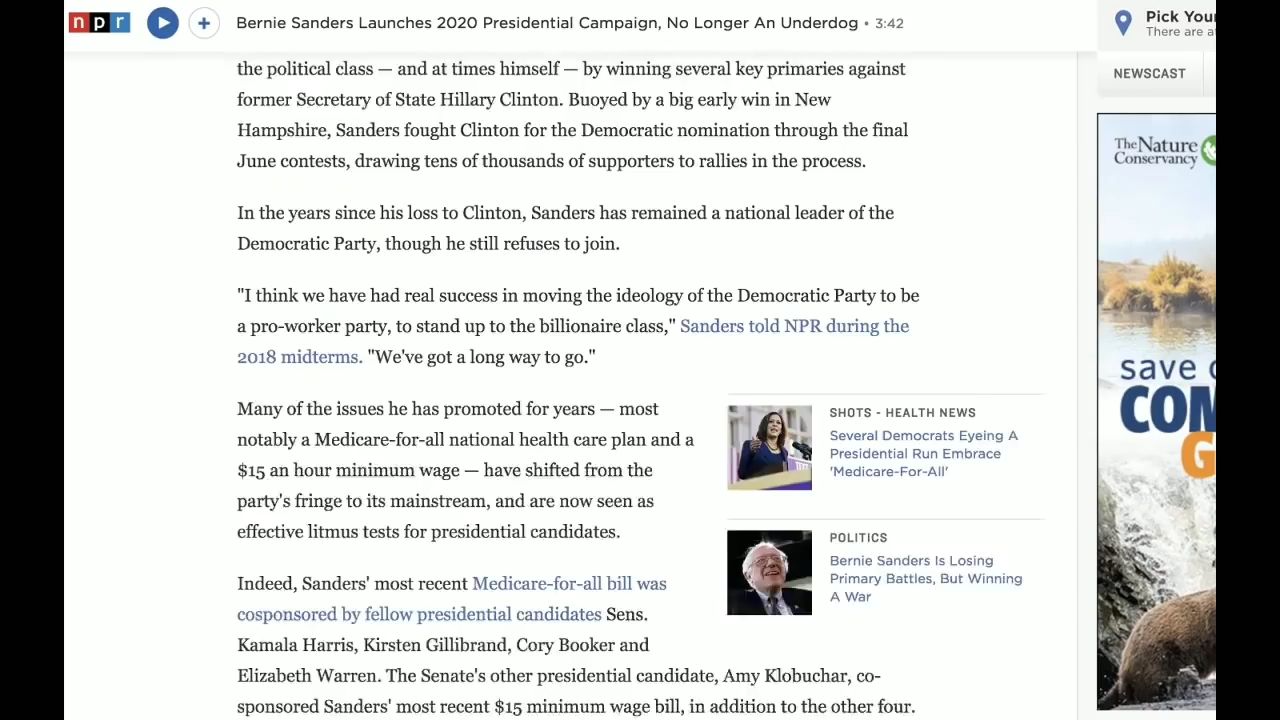 npr
Bernie Sanders Launches 2020 Presidential Campaign, No Longer An Underdog • 3:42
Pick Your
There are a
NEWSCAST
the political class — and at times himself — by winning several key primaries against
former Secretary of State Hillary Clinton. Buoyed by a big early win in New
Hampshire, Sanders fought Clinton for the Democratic nomination through the final
June contests, drawing tens of thousands of supporters to rallies in the process.
In the years since his loss to Clinton, Sanders has remained a national leader of the
Democratic Party, though he still refuses to join.
"I think we have had real success in moving the ideology of the Democratic Party to be
a pro-worker party, to stand up to the billionaire class," Sanders told NPR during the
2018 midterms. "We've got a long way to go."
Many of the issues he has promoted for years — most
notably a Medicare-for-all national health care plan and a
$15 an hour minimum wage — have shifted from the
party's fringe to its mainstream, and are now seen as
effective litmus tests for presidential candidates.
Indeed, Sanders' most recent Medicare-for-all bill was
cosponsored by fellow presidential candidates Sens.
Kamala Harris, Kirsten Gillibrand, Cory Booker and
Elizabeth Warren. The Senate's other presidential candidate, Amy Klobuchar, co-
sponsored Sanders' most recent $15 minimum wage bill, in addition to the other four.
SHOTS - HEALTH NEWS
Several Democrats Eyeing A
Presidential Run Embrace
'Medicare-For-All'
POLITICS
Bernie Sanders Is Losing
Primary Battles, But Winning
A War
The Nature
Conservancy
save
COM
G